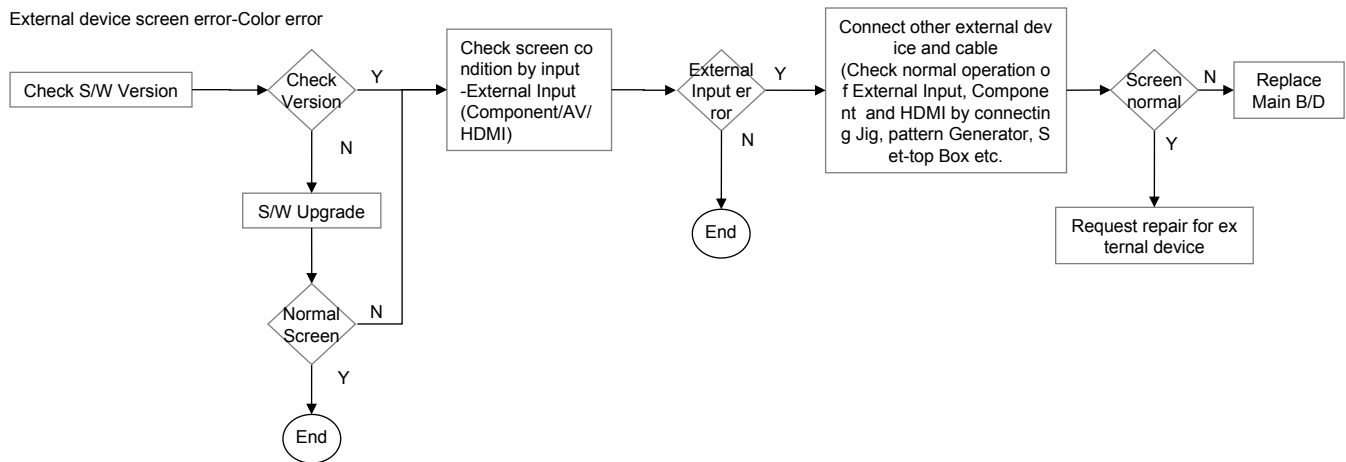 External device screen error-Color error
Check S/W Version
Check
Version
Y
N
S/W Upgrade
Normal
Screen
N
Y
End
Check screen co
ndition by input
-External Input
(Component/AV/
HDMI)
External
Input er
ror
Y
N
End
Connect other external dev
ice and cable
(Check normal operation o
f External Input, Compone
nt  and HDMI by connectin
g Jig, pattern Generator, S
et-top Box etc.
Screen
normal
N
Y
Replace
Main B/D
Request repair for ex
ternal device